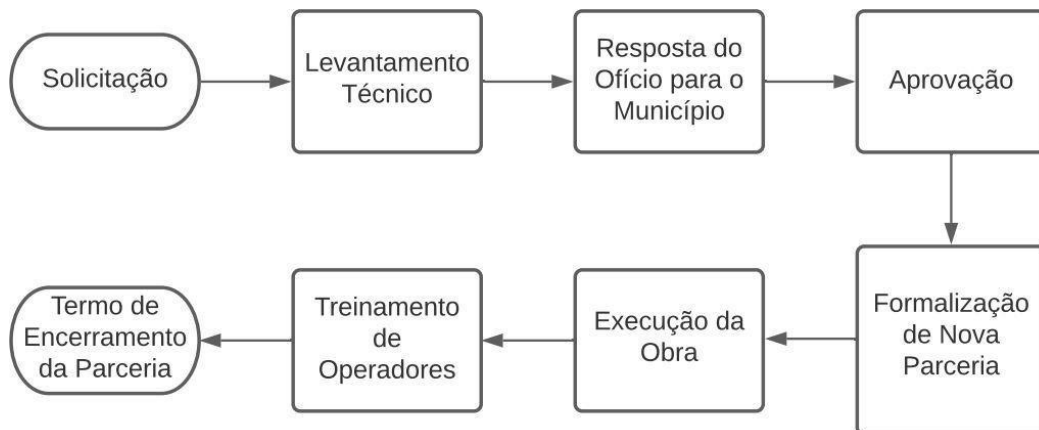 Solicitação
Levantamento
Técnico
Resposta do
Ofício para o
Município
Aprovação
Formalização
de Nova
Parceria
Execução da
Obra
Treinamento
de
Operadores
Termo de
Encerramento
da Parceria